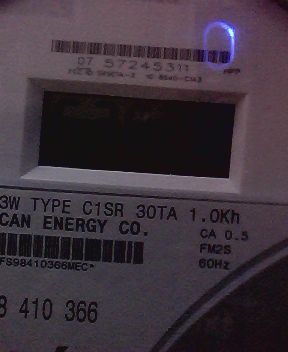 07 57245311
3W TYPE C1SR 30TA 1.0Kh
CAN ENERGY CO.
CA 0.5
FM2S
60Hz
FS98410366MEC*
8 410 366